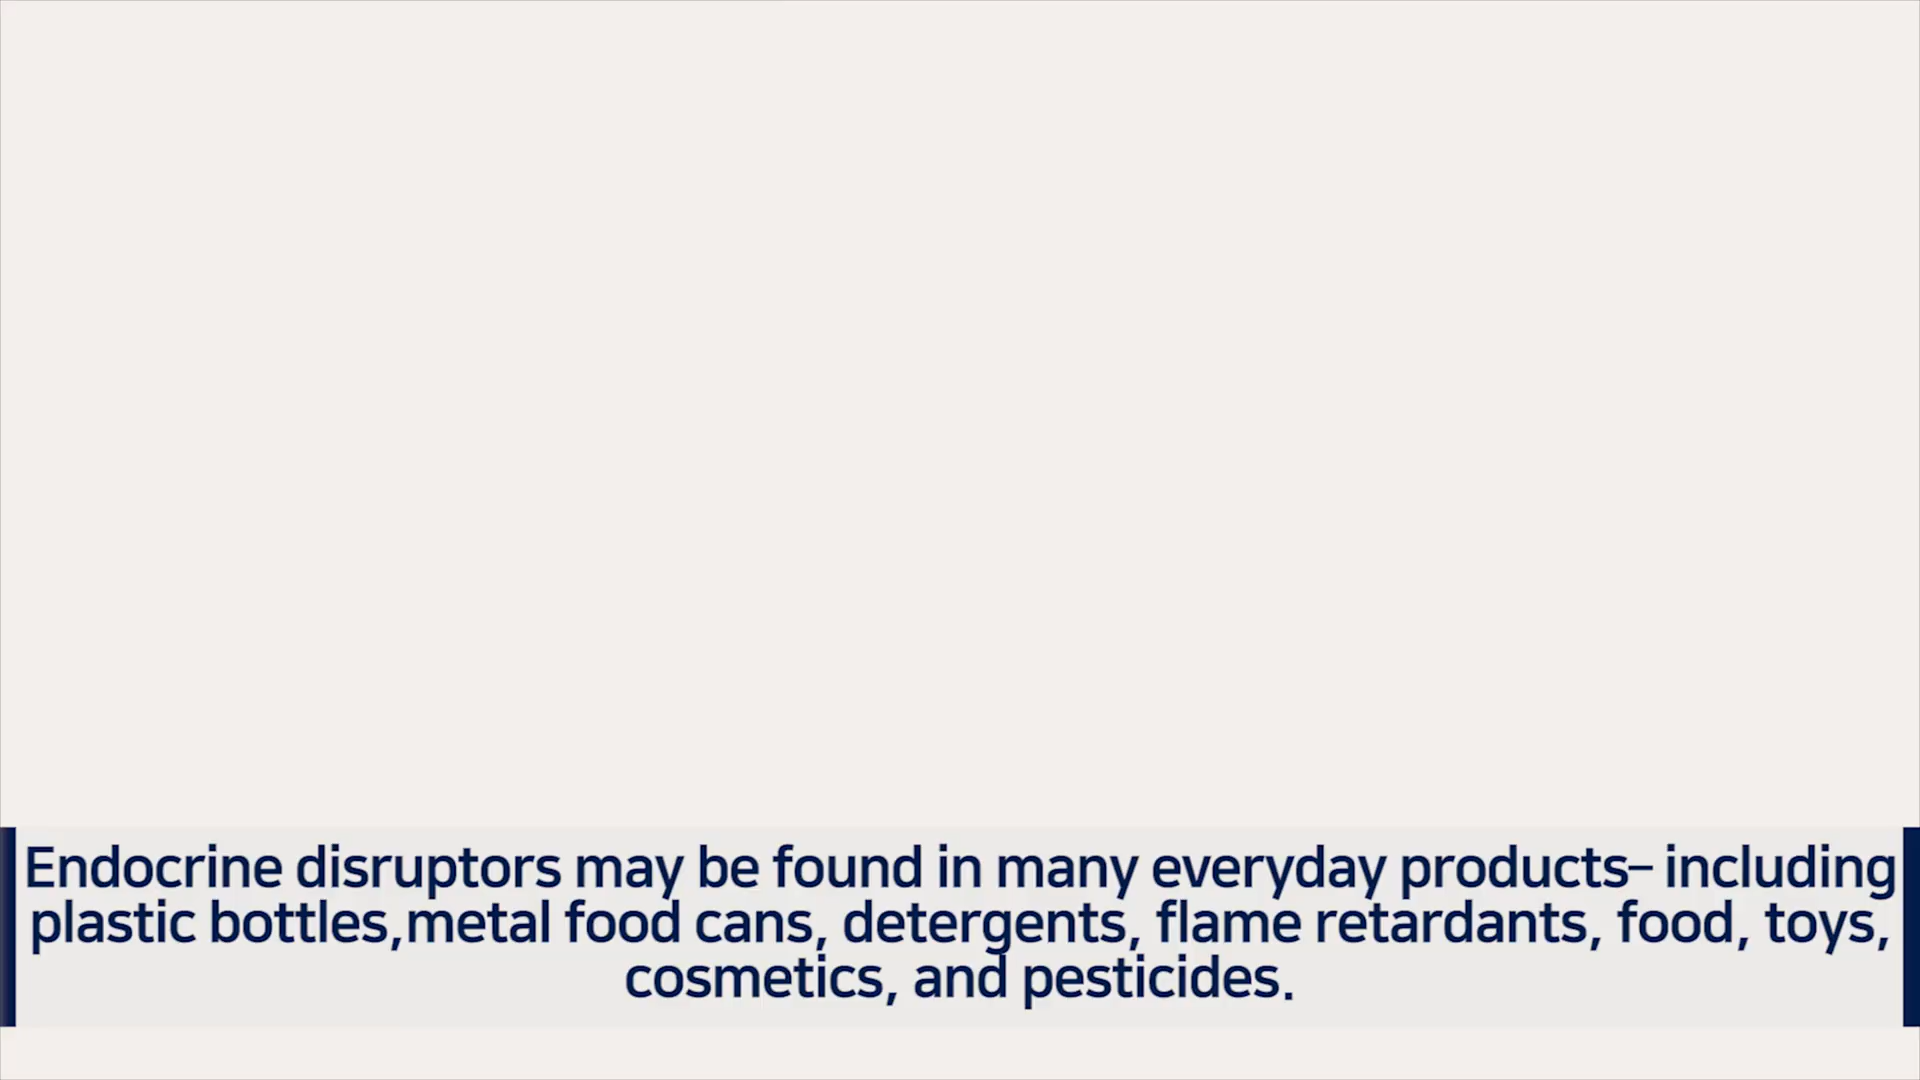 Endocrine disruptors may be found in many everyday products– including
plastic bottles,metal food cans, detergents, flame retardants, food, toys,
cosmetics, and pesticides.